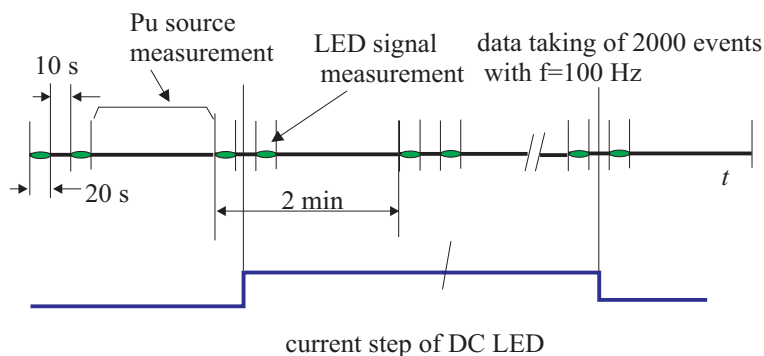 Pu source
measurement
LED signal
measurement
data taking of 2000 events
with f=100 Hz
10 s
20 s
2 min
t
current step of DC LED